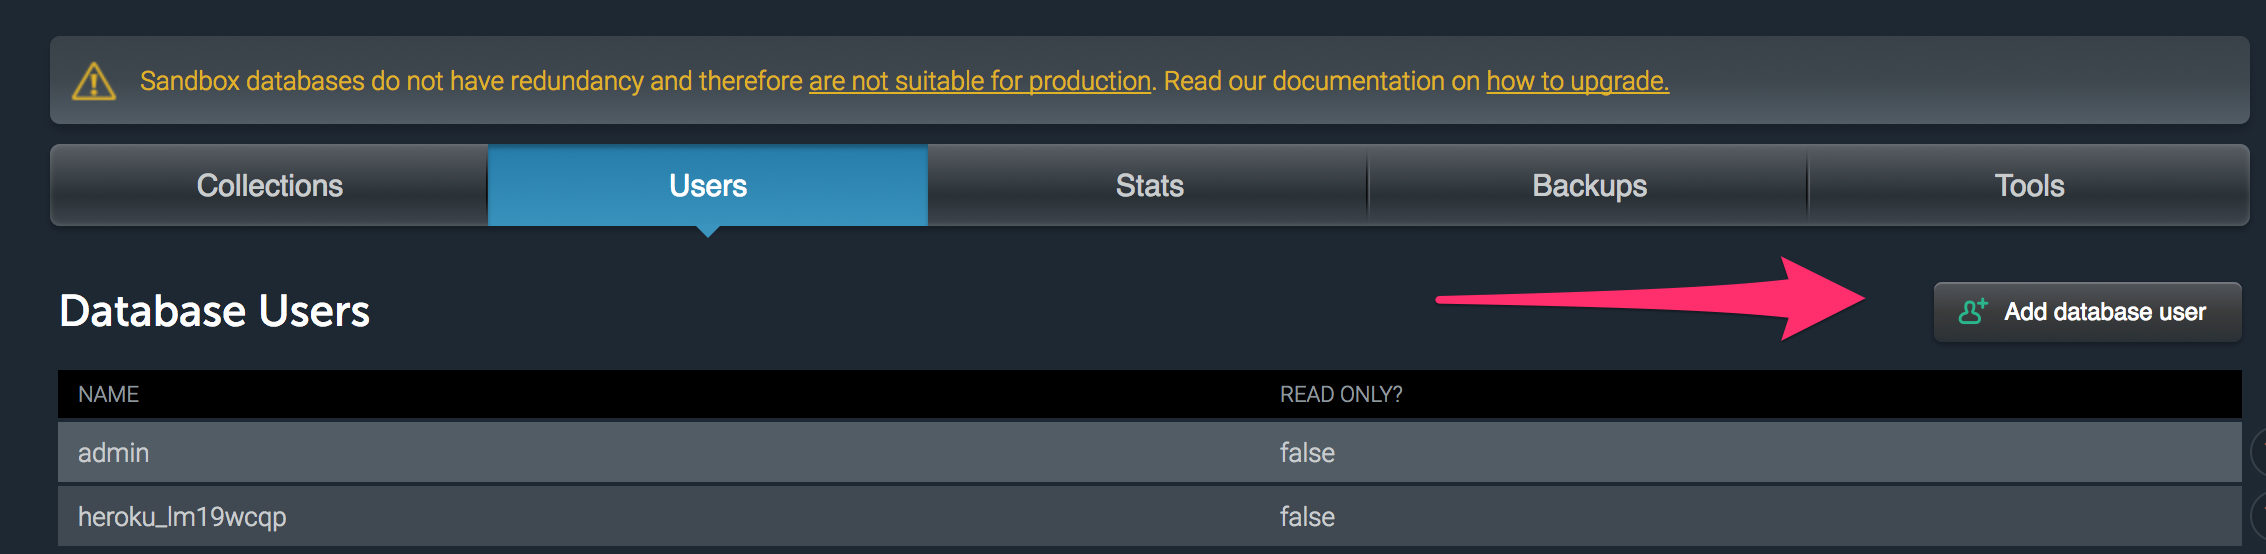 Sandbox databases do not have redundancy and therefore are not suitable for production. Read our documentation on how to upgrade.
Collections Users Stats Backups Tools
Database Users Add database user
NAME READ ONLY?
admin false
heroku_lm19wcqp false